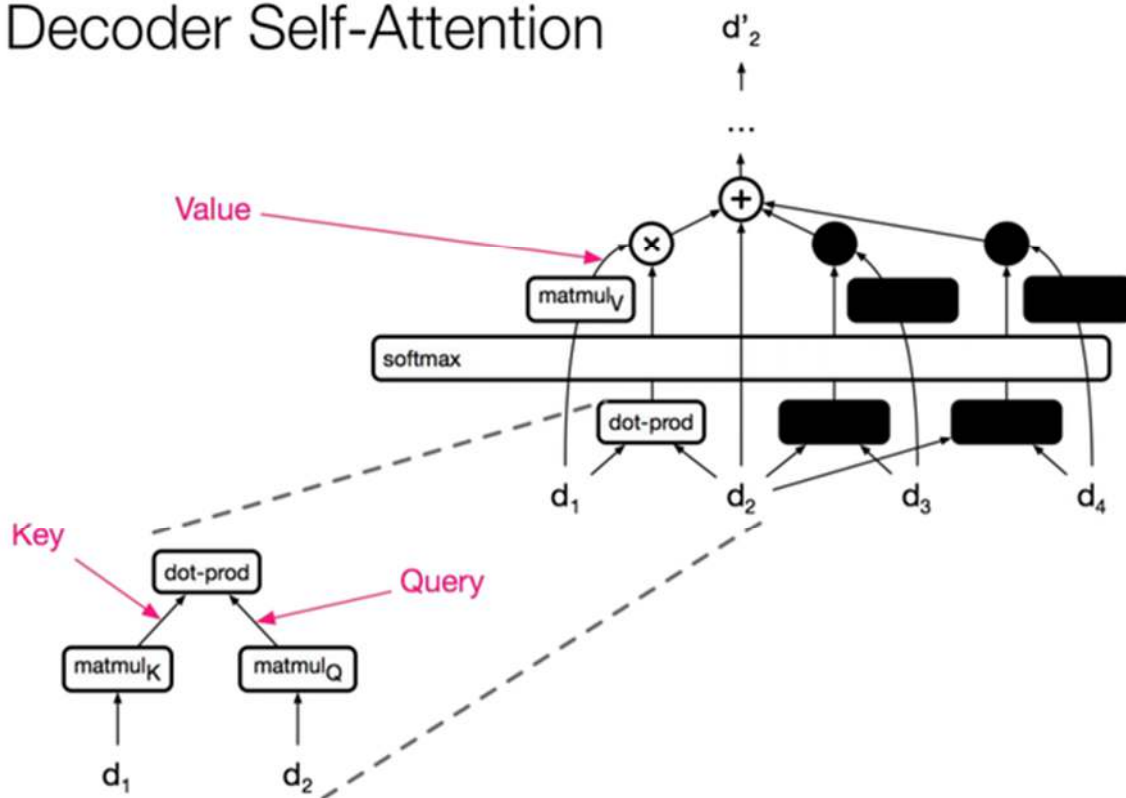 Decoder Self-Attention
d'₂
...
+
Value
×
matmulV
softmax
dot-prod
d₁
d₂
d₃
d₄
Key
dot-prod
Query
matmulK
matmulQ
d₁
d₂